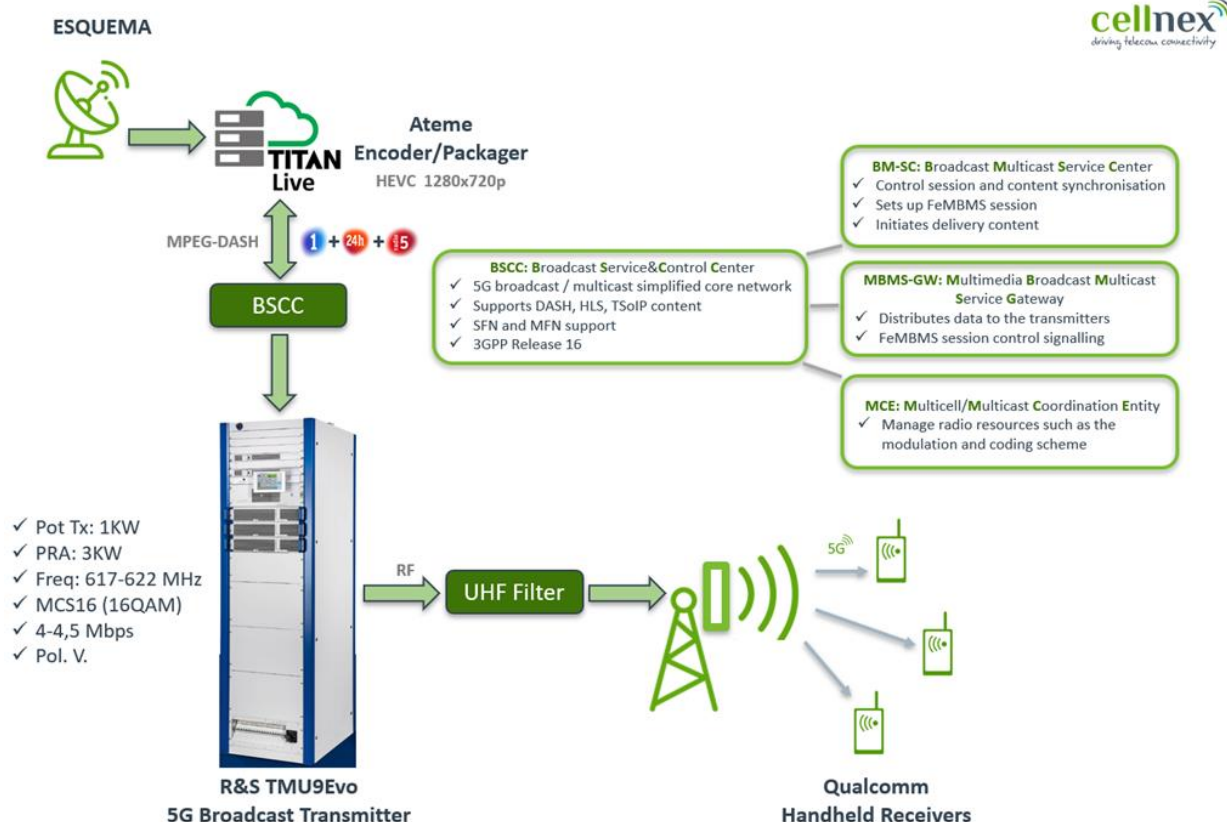 ESQUEMA
cellnex
driving telecom connectivity
TITAN
Live
Ateme
Encoder/Packager
HEVC 1280x720p
MPEG-DASH
1 + 24h + 5
BSCC
BSCC: Broadcast Service&Control Center
✓ 5G broadcast / multicast simplified core network
✓ Supports DASH, HLS, TSoIP content
✓ SFN and MFN support
✓ 3GPP Release 16
BM-SC: Broadcast Multicast Service Center
✓ Control session and content synchronisation
✓ Sets up FeMBMS session
✓ Initiates delivery content
MBMS-GW: Multimedia Broadcast Multicast
Service Gateway
✓ Distributes data to the transmitters
✓ FeMBMS session control signalling
MCE: Multicell/Multicast Coordination Entity
✓ Manage radio resources such as the
modulation and coding scheme
✓ Pot Tx: 1KW
✓ PRA: 3KW
✓ Freq: 617-622 MHz
✓ MCS16 (16QAM)
✓ 4-4,5 Mbps
✓ Pol. V.
RF
UHF Filter
5G
R&S TMU9Evo
5G Broadcast Transmitter
Qualcomm
Handheld Receivers